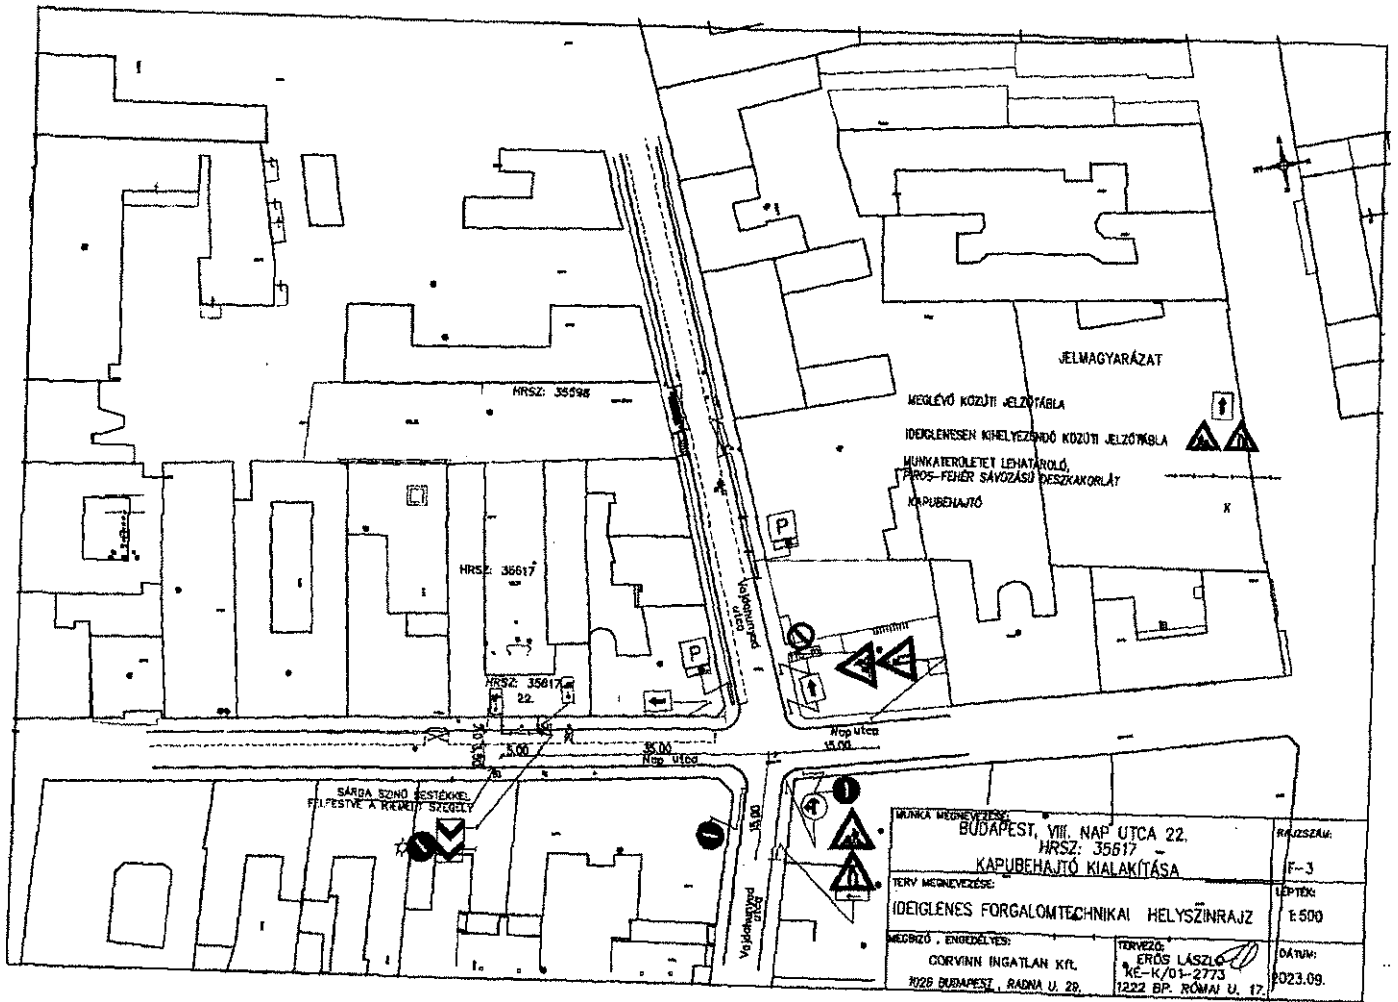 HRSZ: 35598
JELMAGYARÁZAT
MEGLÉVŐ KÖZÚTI JELZŐTÁBLA
IDEIGLENESEN KIHELYEZENDŐ KÖZÚTI JELZŐTÁBLA
MUNKATERÜLETET LEHATÁROLÓ,
PIROS-FEHÉR SÁVOZÁSÚ DESZKAKORLÁT
KAPUBEHAJTÓ
K
P
HRSZ: 35617
Vajdahunyad
utca
P
HRSZ: 35617
22.
Nap utca
15.00
5.00
35.00
Nap utca
SÁRGA SZINŰ FESTÉKKEL
FELFESTVE A KIEMELT SZEGÉLY
15.00
Vajdahunyad
utca
MUNKA MEGNEVEZÉSE:
BUDAPEST, VIII. NAP UTCA 22.
HRSZ: 35617 -
KAPUBEHAJTÓ KIALAKÍTÁSA
RAJZSZÁM:
F-3
TERV MEGNEVEZÉSE:
IDEIGLENES FORGALOMTECHNIKAI HELYSZÍNRAJZ
LÉPTÉK:
1:500
MEGBÍZÓ , ENGEDÉLYES:
CORVINN INGATLAN Kft.
1026 BUDAPEST , RADNA U. 29.
TERVEZŐ:
ERŐS LÁSZLÓ
KÉ-K/01-2773
1222 BP. RÓMAI U. 17.
DÁTUM:
2023.09.